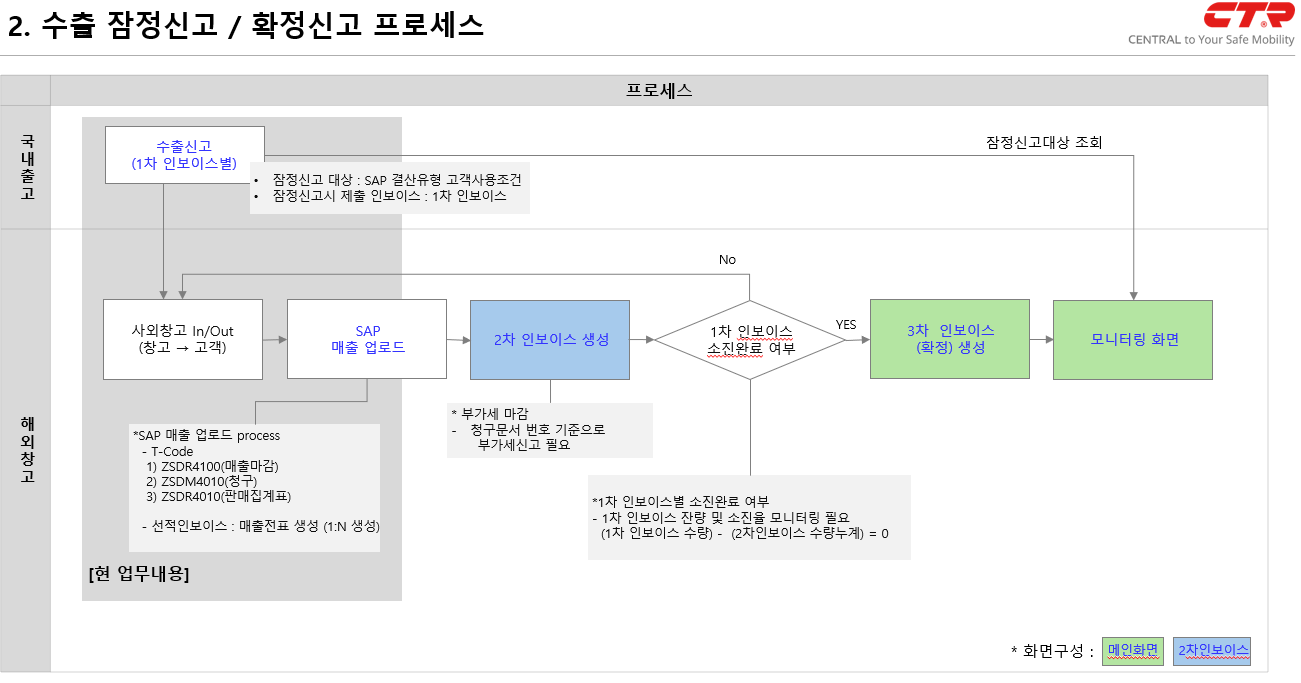 2. 수출 잠정신고 / 확정신고 프로세스
CTR
CENTRAL to Your Safe Mobility
프로세스
국내출고
수출신고
(1차 인보이스별)
잠정신고대상 조회
• 잠정신고 대상 : SAP 결산유형 고객사용조건
• 잠정신고시 제출 인보이스 : 1차 인보이스
해외창고
No
사외창고 In/Out
(창고 → 고객)
SAP
매출 업로드
2차 인보이스 생성
1차 인보이스
소진완료 여부
YES
3차 인보이스
(확정) 생성
모니터링 화면
*SAP 매출 업로드 process
- T-Code
1) ZSDR4100(매출마감)
2) ZSDM4010(청구)
3) ZSDR4010(판매집계표)
- 선적인보이스 : 매출전표 생성 (1:N 생성)
* 부가세 마감
- 청구문서 번호 기준으로
부가세신고 필요
*1차 인보이스별 소진완료 여부
- 1차 인보이스 잔량 및 소진율 모니터링 필요
(1차 인보이스 수량) - (2차인보이스 수량누계) = 0
[현 업무내용]
* 화면구성 :
메인화면
2차인보이스